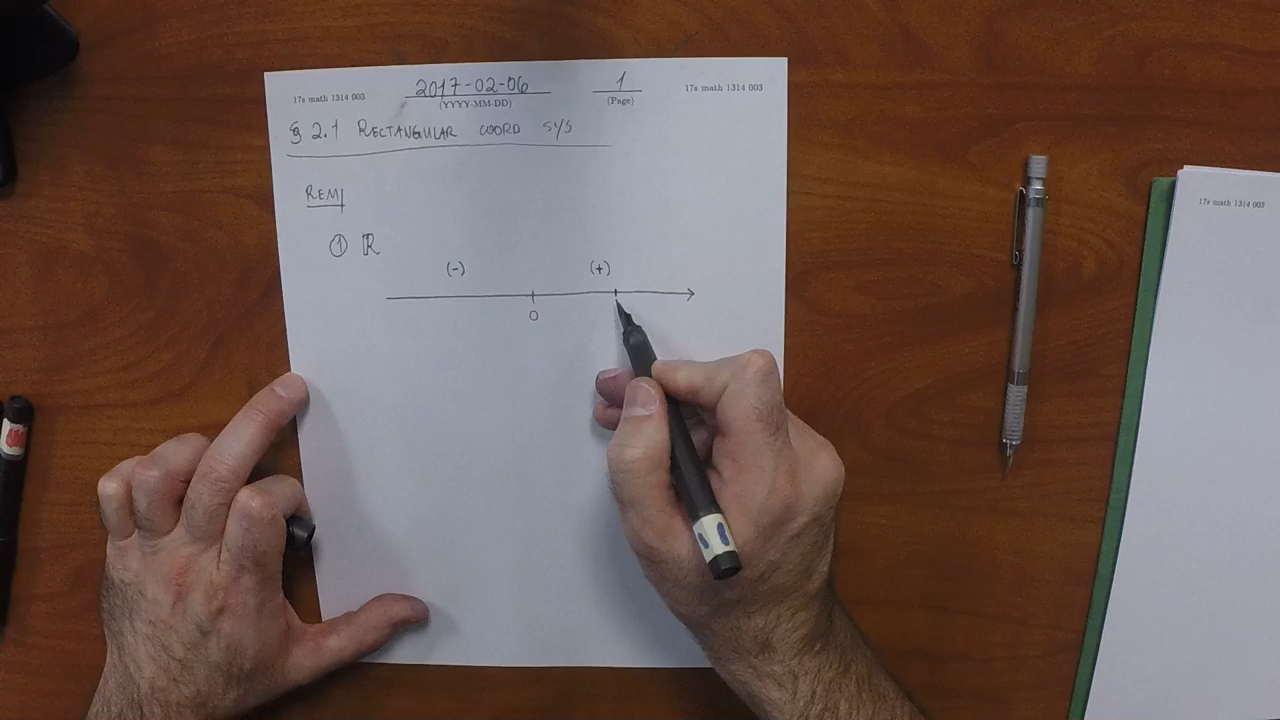 17s math 1314 003 2017-02-06 1 17s math 1314 003
(YYYY-MM-DD) (Page)
§ 2.1 RECTANGULAR COORD SYS
REM
① ℝ
(-) (+)
0
17s math 1314 003